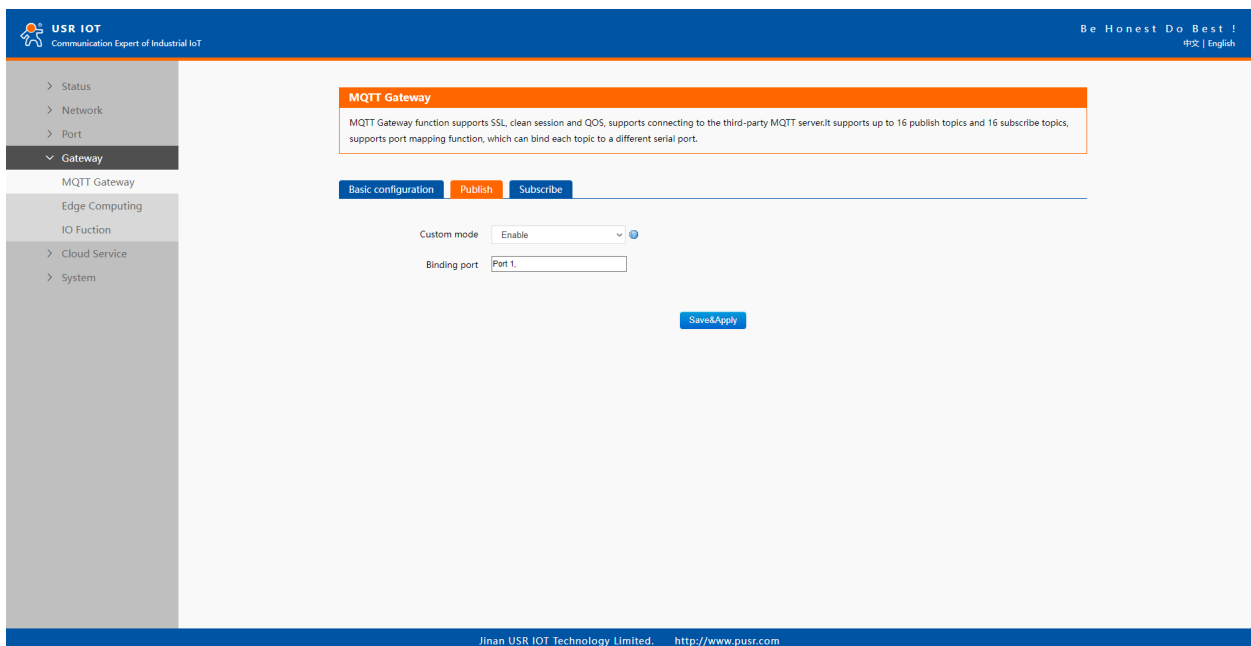 USR IOT
Communication Expert of Industrial IoT
Be Honest Do Best !
中文 | English
Status
Network
Port
Gateway
MQTT Gateway
Edge Computing
IO Fuction
Cloud Service
System
MQTT Gateway
MQTT Gateway function supports SSL, clean session and QOS, supports connecting to the third-party MQTT server.It supports up to 16 publish topics and 16 subscribe topics,
supports port mapping function, which can bind each topic to a different serial port.
Basic configuration Publish Subscribe
Custom mode Enable
Binding port Port 1,
Save&Apply
Jinan USR IOT Technology Limited. http://www.pusr.com